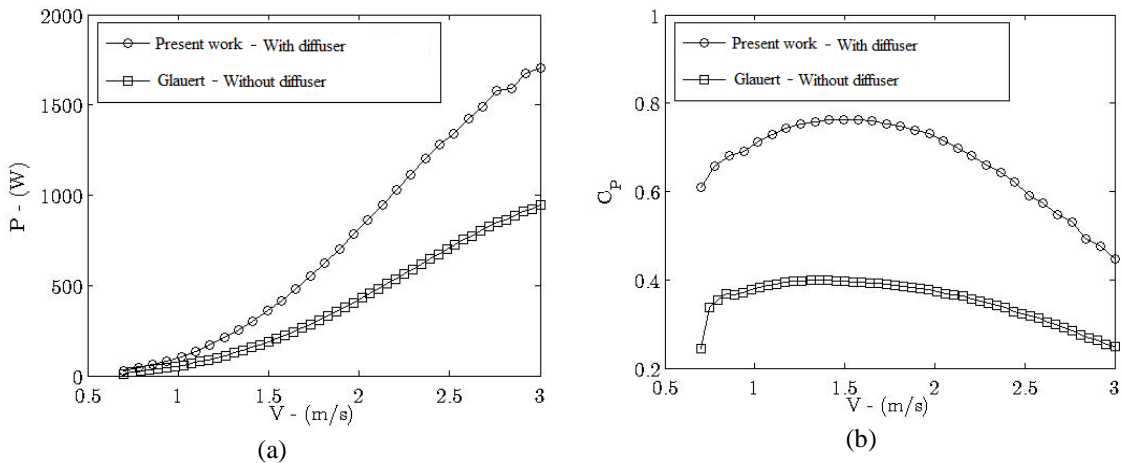 2000
1500
1000
500
0
P - (W)
Present work - With diffuser
Glauert - Without diffuser
0.5 1 1.5 2 2.5 3
V - (m/s)
(a)
1
0.8
0.6
0.4
0.2
C_P
Present work - With diffuser
Glauert - Without diffuser
0.5 1 1.5 2 2.5 3
V - (m/s)
(b)